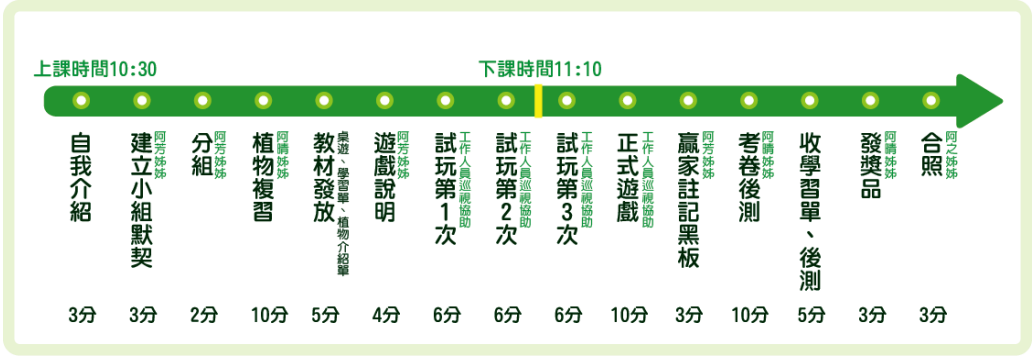 上課時間10:30
下課時間11:10
自我介紹
3分
建立小組默契
阿芳姊姊
3分
分組
阿芳姊姊
2分
植物複習
阿晴姊姊
10分
教材發放
桌遊、學習單、植物介紹單
5分
遊戲說明
阿芳姊姊
4分
試玩第1次
工作人員巡視協助
6分
試玩第2次
工作人員巡視協助
6分
試玩第3次
工作人員巡視協助
6分
正式遊戲
工作人員巡視協助
10分
贏家註記黑板
阿芳姊姊
3分
考卷後測
阿晴姊姊
10分
收學習單、後測
5分
發獎品
阿晴姊姊
3分
合照
阿之姊姊
3分